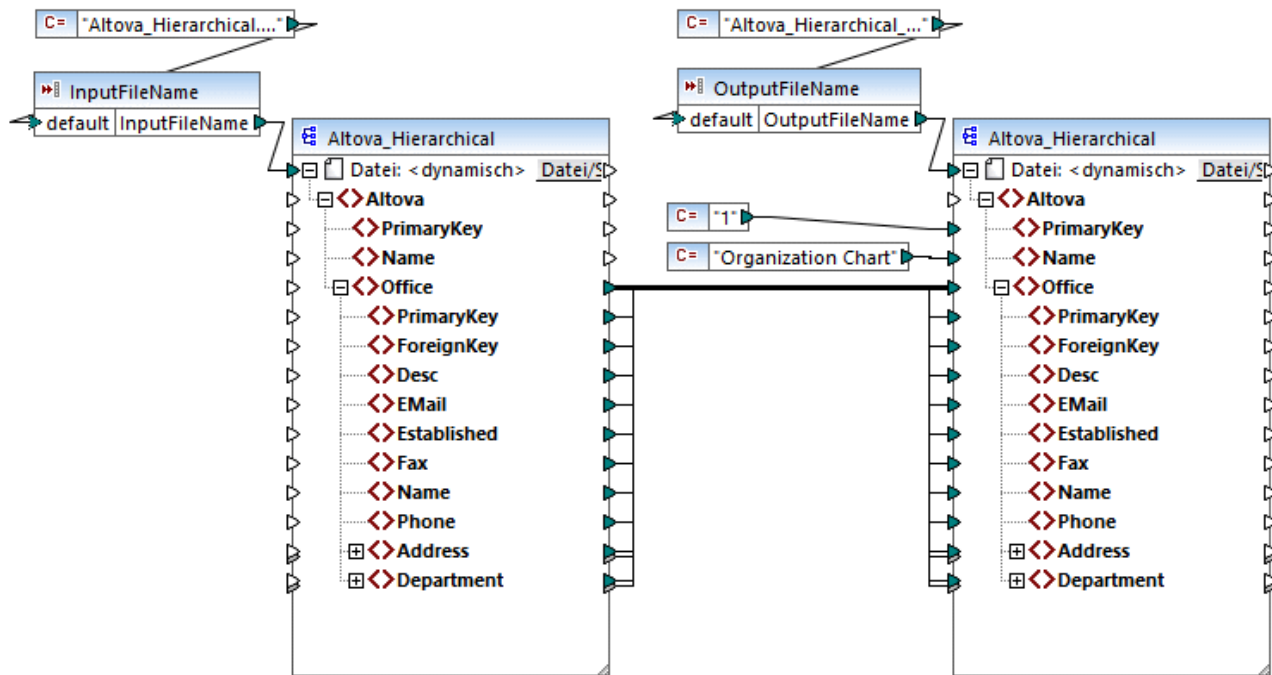 C= "Altova_Hierarchical...."
InputFileName
default InputFileName
Altova_Hierarchical
Datei: <dynamisch> Datei/S
Altova
PrimaryKey
Name
Office
PrimaryKey
ForeignKey
Desc
EMail
Established
Fax
Name
Phone
Address
Department
C= "Altova_Hierarchical_..."
OutputFileName
default OutputFileName
C= "1"
C= "Organization Chart"
Altova_Hierarchical
Datei: <dynamisch> Datei/S
Altova
PrimaryKey
Name
Office
PrimaryKey
ForeignKey
Desc
EMail
Established
Fax
Name
Phone
Address
Department